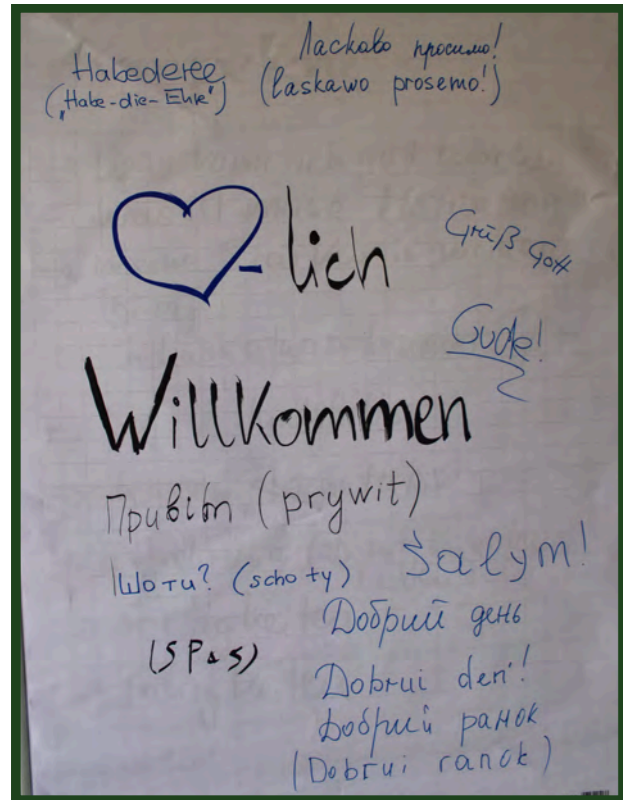 Habederee
("Habe-die-Ehre")
Ласкаво просимо!
(laskawo prosemo!)
-lich
Grüß Gott
Gude!
Willkommen
Привіт (prywit)
Шо ти? (scho ty)
Salym!
Добрий день
Dobrui den'!
Добрий ранок
(Dobrui ranok)